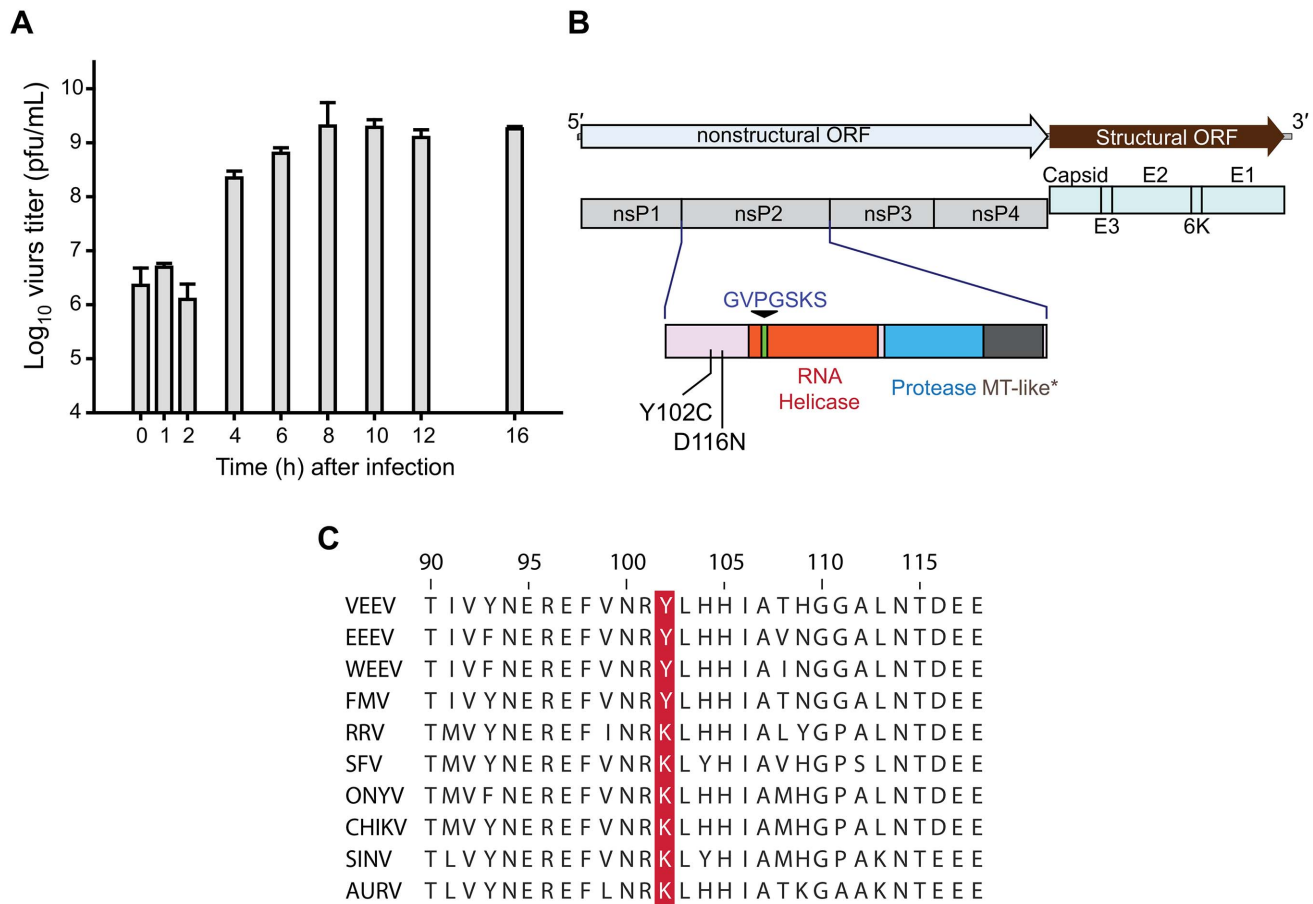 A
Log10 viurs titer (pfu/mL)
10
9
8
7
6
5
4
0 1 2 4 6 8 10 12 16
Time (h) after infection
B
5′ nonstructural ORF Structural ORF 3′
Capsid E2 E1
nsP1 nsP2 nsP3 nsP4
E3 6K
GVPGSKS
RNA
Helicase
Protease MT-like*
Y102C
D116N
C
90 95 100 105 110 115
VEEV T I V Y N E R E F V N R Y L H H I A T H G G A L N T D E E
EEEV T I V F N E R E F V N R Y L H H I A V N G G A L N T D E E
WEEV T I V F N E R E F V N R Y L H H I A I N G G A L N T D E E
FMV T I V Y N E R E F V N R Y L H H I A T N G G A L N T D E E
RRV T M V Y N E R E F I N R K L H H I A L Y G P A L N T D E E
SFV T M V Y N E R E F V N R K L Y H I A V H G P S L N T D E E
ONYV T M V F N E R E F V N R K L H H I A M H G P A L N T D E E
CHIKV T M V Y N E R E F V N R K L H H I A M H G P A L N T D E E
SINV T L V Y N E R E F V N R K L Y H I A M H G P A K N T E E E
AURV T L V Y N E R E F L N R K L H H I A T K G A A K N T E E E